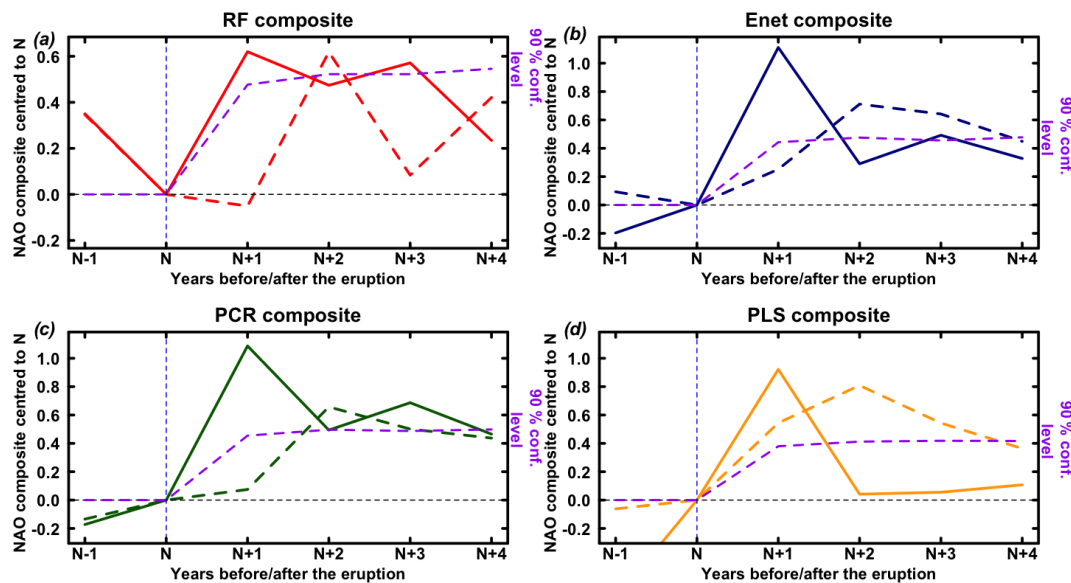 RF composite
(a)
NAO composite centred to N
0.6
0.4
0.2
0.0
-0.2
N-1 N N+1 N+2 N+3 N+4
Years before/after the eruption
90 % conf.
level
Enet composite
(b)
NAO composite centred to N
1.0
0.8
0.6
0.4
0.2
0.0
-0.2
N-1 N N+1 N+2 N+3 N+4
Years before/after the eruption
90 % conf.
level
PCR composite
(c)
NAO composite centred to N
1.0
0.8
0.6
0.4
0.2
0.0
-0.2
N-1 N N+1 N+2 N+3 N+4
Years before/after the eruption
90 % conf.
level
PLS composite
(d)
NAO composite centred to N
1.0
0.8
0.6
0.4
0.2
0.0
-0.2
N-1 N N+1 N+2 N+3 N+4
Years before/after the eruption
90 % conf.
level